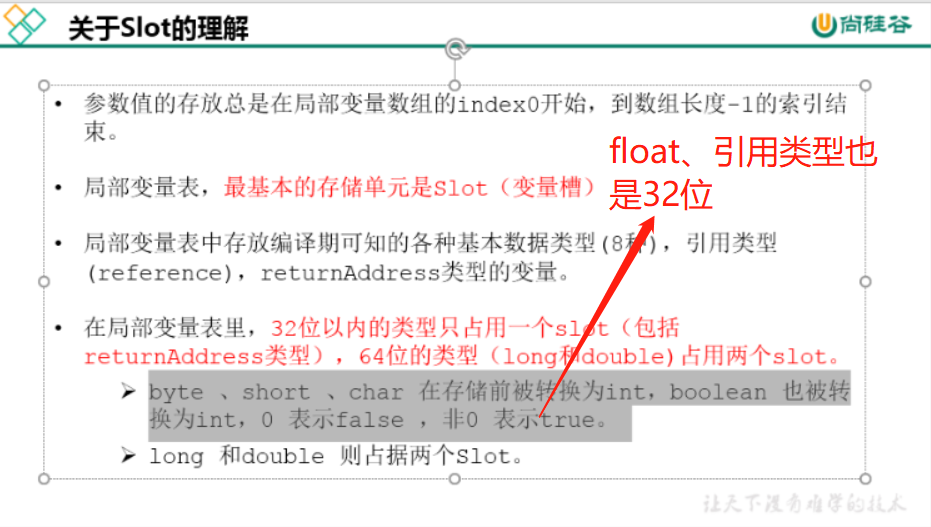 关于Slot的理解
尚硅谷
• 参数值的存放总是在局部变量数组的index0开始，到数组长度-1的索引结
束。
float、引用类型也
是32位
• 局部变量表，最基本的存储单元是Slot（变量槽）
• 局部变量表中存放编译期可知的各种基本数据类型(8种)，引用类型
(reference)，returnAddress类型的变量。
• 在局部变量表里，32位以内的类型只占用一个slot（包括
returnAddress类型），64位的类型（long和double)占用两个slot。
➢ byte 、short 、char 在存储前被转换为int，boolean 也被转
换为int，0 表示false ，非0 表示true。
➢ long 和double 则占据两个Slot。
让天下没有难学的技术